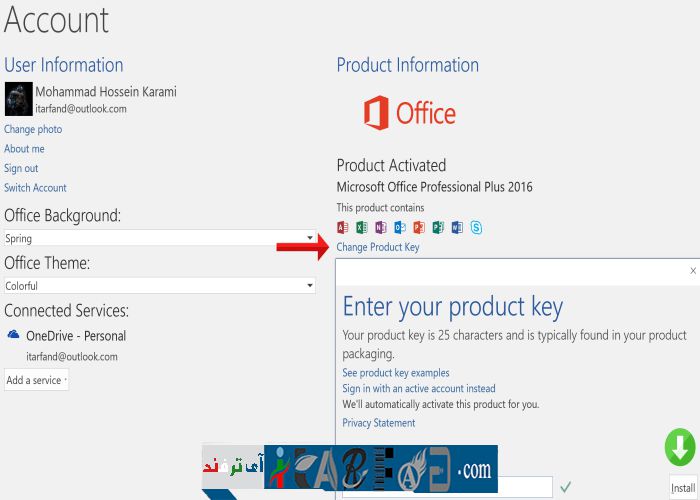 Account
User Information
Mohammad Hossein Karami
itarfand@outlook.com
Change photo
About me
Sign out
Switch Account
Office Background:
Spring
Office Theme:
Colorful
Connected Services:
OneDrive - Personal
itarfand@outlook.com
Add a service
Product Information
Office
Product Activated
Microsoft Office Professional Plus 2016
This product contains
Change Product Key
x
Enter your product key
Your product key is 25 characters and is typically found in your product
packaging.
See product key examples
Sign in with an active account instead
We'll automatically activate this product for you.
Privacy Statement
آی ترفند
.com
Install